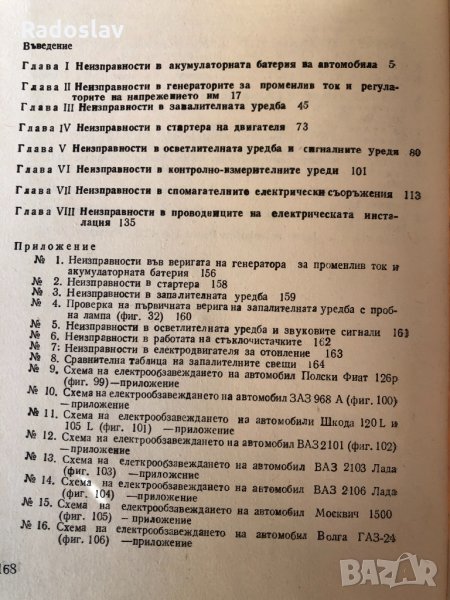 Radoslav
Въведение
Глава I Неизправности в акумулаторната батерия на автомобила 5
Глава II Неизправности в генераторите за променлив ток и регула-
торите на напрежението им 17
Глава III Неизправности в запалителната уредба 45
Глава IV Неизправности в стартера на двигателя 73
Глава V Неизправности в осветлителната уредба и сигналните уреди 80
Глава VI Неизправности в контролно-измерителните уреди 101
Глава VII Неизправности в спомагателните електрически съоръжения 113
Глава VIII Неизправности в проводниците на електрическата инста-
лация 135
Приложение
№ 1. Неизправности във веригата на генератора за променлив ток и
акумулаторната батерия 156
№ 2. Неизправности в стартера 158
№ 3. Неизправности в запалителната уредба 159
№ 4. Проверка на първичната верига на запалителната уредба с проб-
на лампа (фиг. 32) 160
№ 5. Неизправности в осветлителната уредба и звуковите сигнали 161
№ 6. Неизправности в работата на стъклочистачките 162
№ 7: Неизправности в електродвигателя за отопление 163
№ 8. Сравнителна таблица на запалителните свещи 164
№ 9. Схема на електрообзавеждането на автомобил Полски Фиат 126р
(фиг. 99) —приложение
№ 10. Схема на електрообзавеждането на автомобил ЗАЗ 968 А (фиг. 100)
—приложение
№ 11. Схема на електрообзавеждането на автомобили Шкода 120 L и
105 L (фиг. 101) —приложение
№ 12. Схема на електрообзавеждането на автомобил ВАЗ 2101 (фиг. 102)
—приложение
№ 13. Схема на електрообзавеждането на автомобил ВАЗ 2103 Лада
(фиг. 103) —приложение
№ 14. Схема на електрообзавеждането на автомобил ВАЗ 2106 Лада
(фиг. 104) —приложение
№ 15. Схема на електрообзавеждането на автомобил Москвич 1500
(фиг. 105) —приложение
№ 16. Схема на електрообзавеждането на автомобил Волга ГАЗ-24
(фиг. 106) —приложение
168
BAZAR.bg